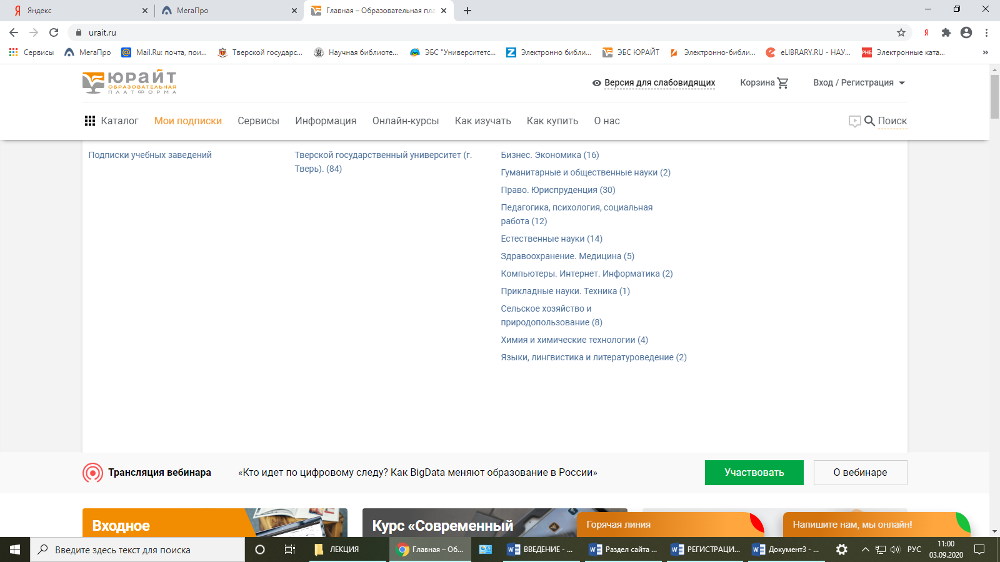 Яндекс
МегаПро
Главная – Образовательная пла
urait.ru
Сервисы
МегаПро
Mail.Ru: почта, пои...
Тверской государс...
Научная библиоте...
ЭБС "Университетс...
Электронно библи...
ЭБС ЮРАЙТ
Электронно-библи...
eLIBRARY.RU - НАУ...
РНБ
Электронные ката...
»
ЮРАЙТ
ОБРАЗОВАТЕЛЬНАЯ
ПЛАТФОРМА
Версия для слабовидящих
Корзина
Вход / Регистрация
Каталог
Мои подписки
Сервисы
Информация
Онлайн-курсы
Как изучать
Как купить
О нас
Поиск
Подписки учебных заведений
Тверской государственный университет (г.
Тверь). (84)
Бизнес. Экономика (16)
Гуманитарные и общественные науки (2)
Право. Юриспруденция (30)
Педагогика, психология, социальная
работа (12)
Естественные науки (14)
Здравоохранение. Медицина (5)
Компьютеры. Интернет. Информатика (2)
Прикладные науки. Техника (1)
Сельское хозяйство и
природопользование (8)
Химия и химические технологии (4)
Языки, лингвистика и литературоведение (2)
Трансляция вебинара
«Кто идет по цифровому следу? Как BigData меняют образование в России»
Участвовать
О вебинаре
Входное
Курс «Современный
Горячая линия
Напишите нам, мы онлайн!
Введите здесь текст для поиска
ЛЕКЦИЯ
Главная – Об...
ВВЕДЕНИЕ - ...
Раздел сайта ...
РЕГИСТРАЦИ...
Документ3 - ...
РУС
11:00
03.09.2020